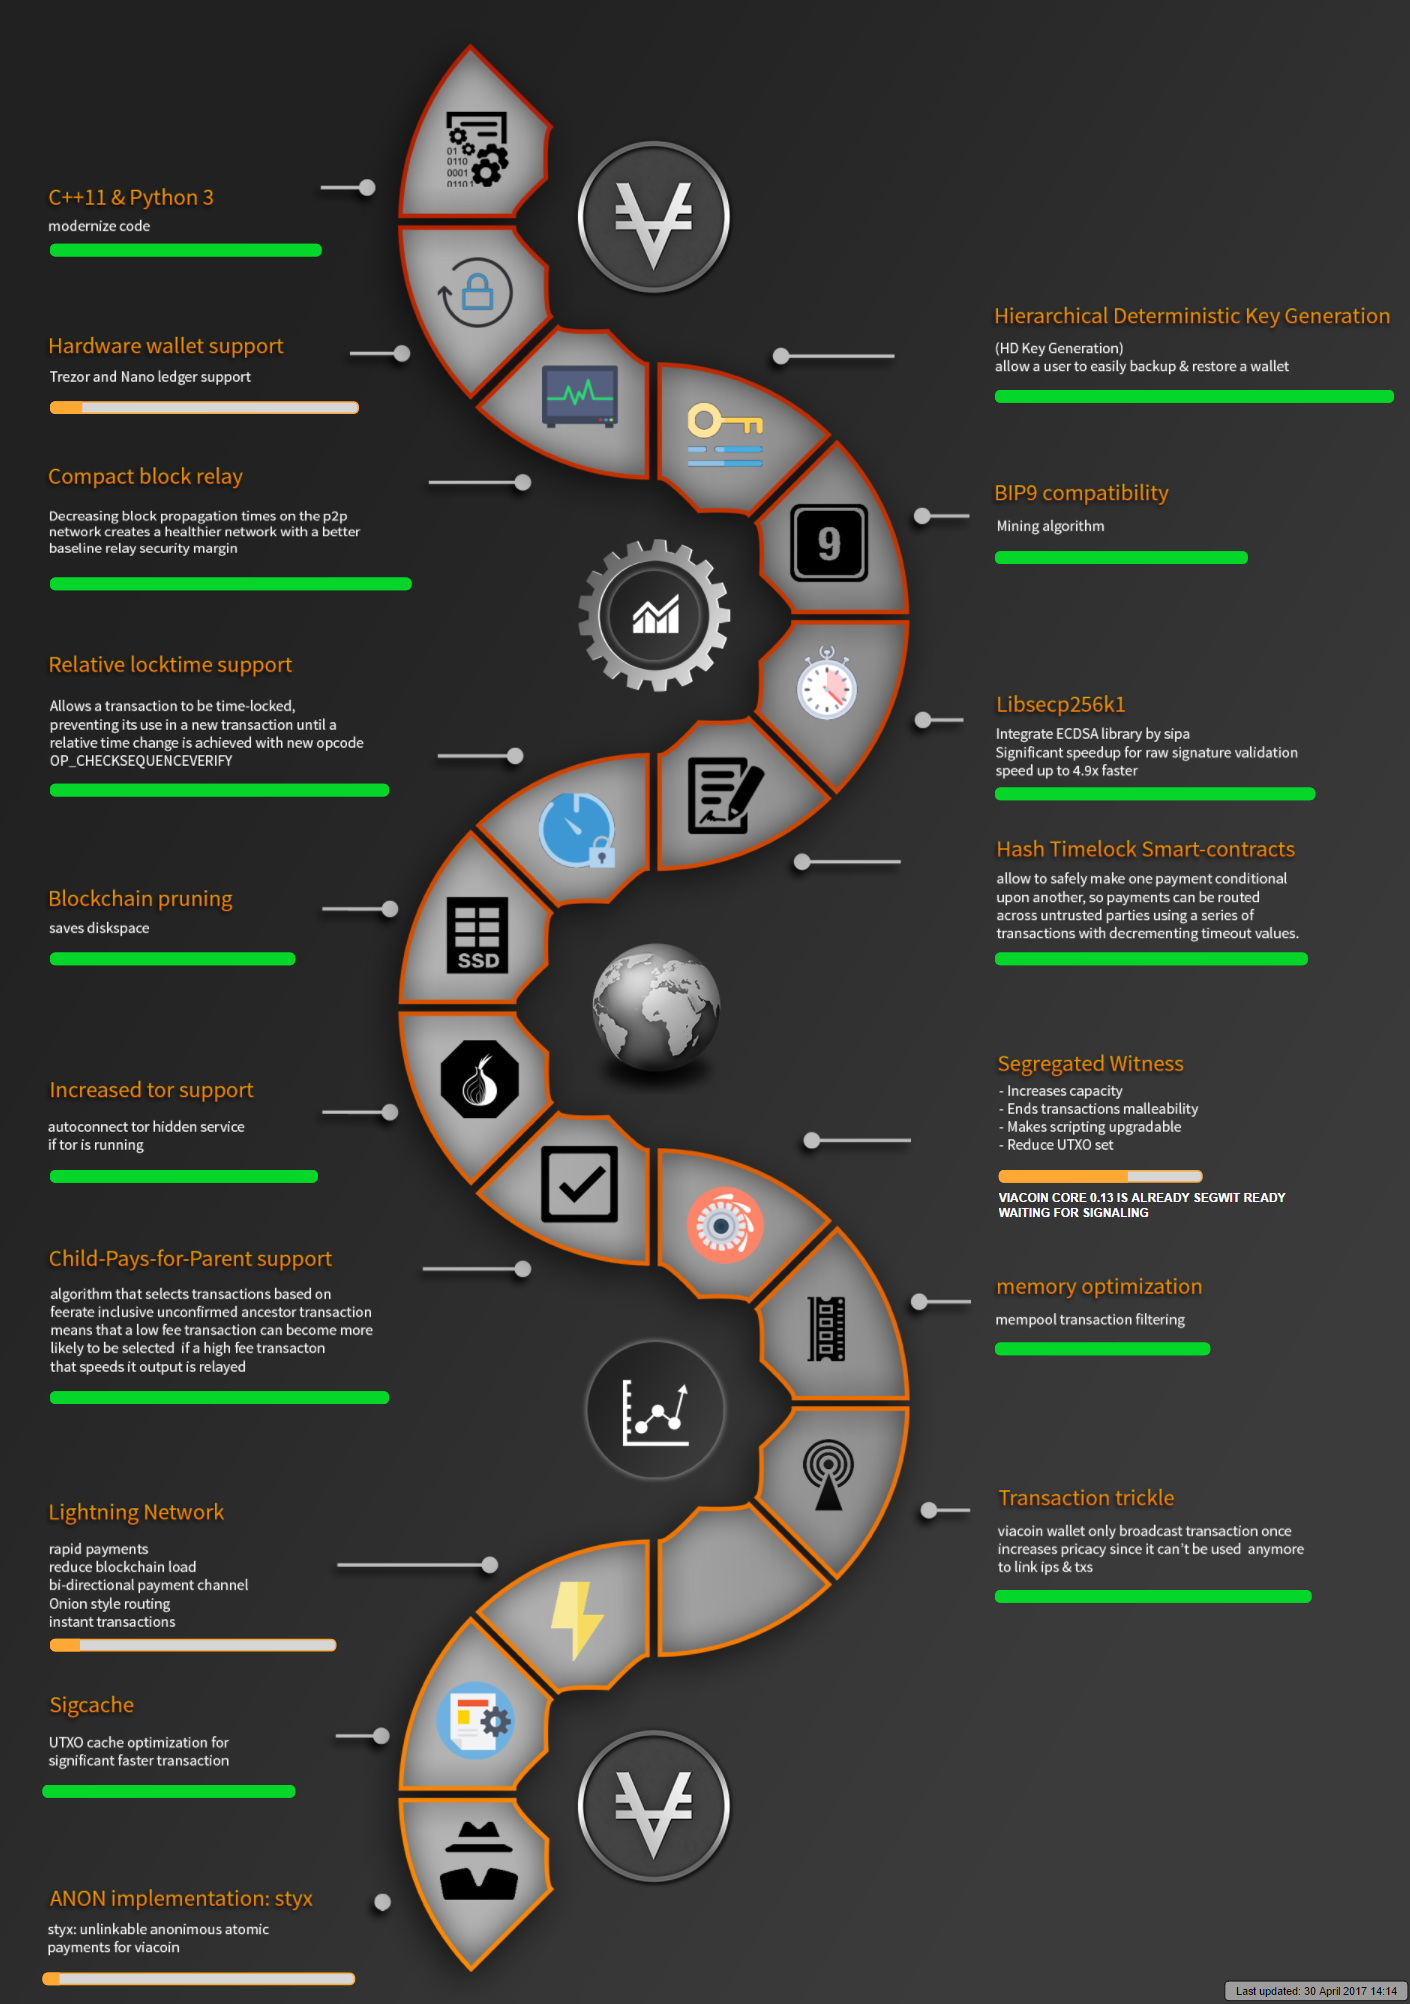 01
0110
0001
01101
C++11 & Python 3
modernize code
Hardware wallet support
Trezor and Nano ledger support
Hierarchical Deterministic Key Generation
(HD Key Generation)
allow a user to easily backup & restore a wallet
Compact block relay
Decreasing block propagation times on the p2p
network creates a healthier network with a better
baseline relay security margin
BIP9 compatibility
Mining algorithm
9
Relative locktime support
Allows a transaction to be time-locked,
preventing its use in a new transaction until a
relative time change is achieved with new opcode
OP_CHECKSEQUENCEVERIFY
Libsecp256k1
Integrate ECDSA library by sipa
Significant speedup for raw signature validation
speed up to 4.9x faster
Hash Timelock Smart-contracts
allow to safely make one payment conditional
upon another, so payments can be routed
across untrusted parties using a series of
transactions with decrementing timeout values.
Blockchain pruning
saves diskspace
SSD
Increased tor support
autoconnect tor hidden service
if tor is running
Segregated Witness
- Increases capacity
- Ends transactions malleability
- Makes scripting upgradable
- Reduce UTXO set
VIACOIN CORE 0.13 IS ALREADY SEGWIT READY
WAITING FOR SIGNALING
Child-Pays-for-Parent support
algorithm that selects transactions based on
feerate inclusive unconfirmed ancestor transaction
means that a low fee transaction can become more
likely to be selected if a high fee transacton
that speeds it output is relayed
memory optimization
mempool transaction filtering
Lightning Network
rapid payments
reduce blockchain load
bi-directional payment channel
Onion style routing
instant transactions
Transaction trickle
viacoin wallet only broadcast transaction once
increases pricacy since it can't be used anymore
to link ips & txs
Sigcache
UTXO cache optimization for
significant faster transaction
ANON implementation: styx
styx: unlinkable anonimous atomic
payments for viacoin
Last updated: 30 April 2017 14:14